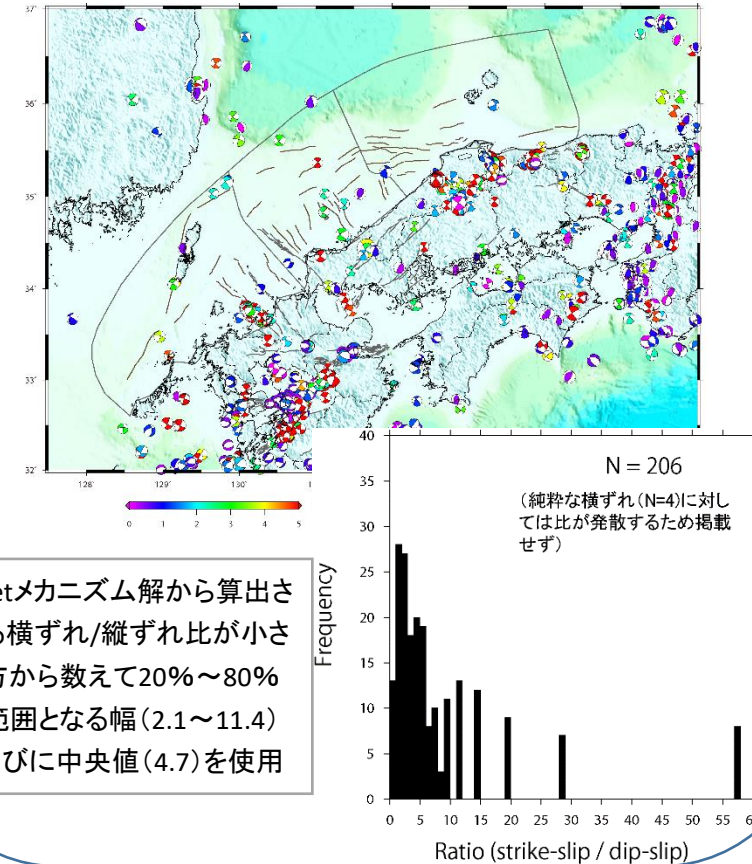 37˚
36˚
35˚
34˚
33˚
32˚
128˚ 129˚ 130˚
0 1 2 3 4 5
etメカニズム解から算出さ
横ずれ/縦ずれ比が小さ
方から数えて20%～80%
範囲となる幅(2.1～11.4)
びに中央値(4.7)を使用
N = 206
(純粋な横ずれ(N=4)に対し
ては比が発散するため掲載
せず)
Frequency
40
35
30
25
20
15
10
5
0
0 5 10 15 20 25 30 35 40 45 50 55
Ratio (strike-slip / dip-slip)